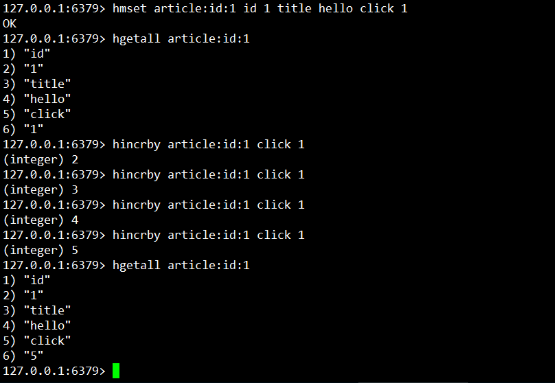 127.0.0.1:6379> hmset article:id:1 id 1 title hello click 1
OK
127.0.0.1:6379> hgetall article:id:1
1) "id"
2) "1"
3) "title"
4) "hello"
5) "click"
6) "1"
127.0.0.1:6379> hincrby article:id:1 click 1
(integer) 2
127.0.0.1:6379> hincrby article:id:1 click 1
(integer) 3
127.0.0.1:6379> hincrby article:id:1 click 1
(integer) 4
127.0.0.1:6379> hincrby article:id:1 click 1
(integer) 5
127.0.0.1:6379> hgetall article:id:1
1) "id"
2) "1"
3) "title"
4) "hello"
5) "click"
6) "5"
127.0.0.1:6379>